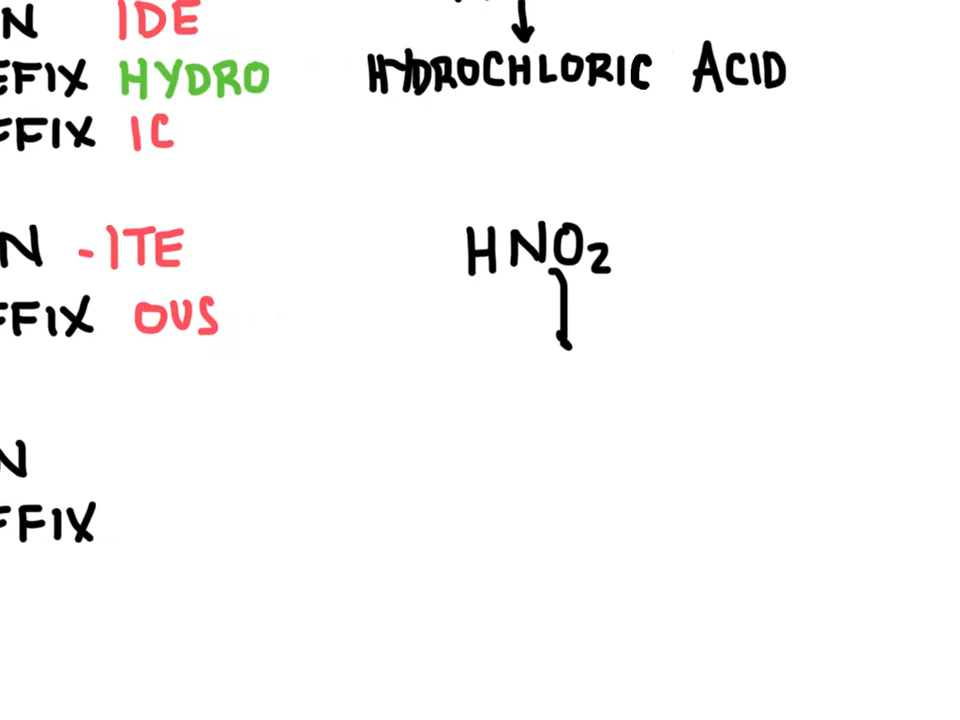 N IDE
EFIX HYDRO HYDROCHLORIC ACID
FFIX IC
N -ITE HNO2
FFIX OUS
N
FFIX